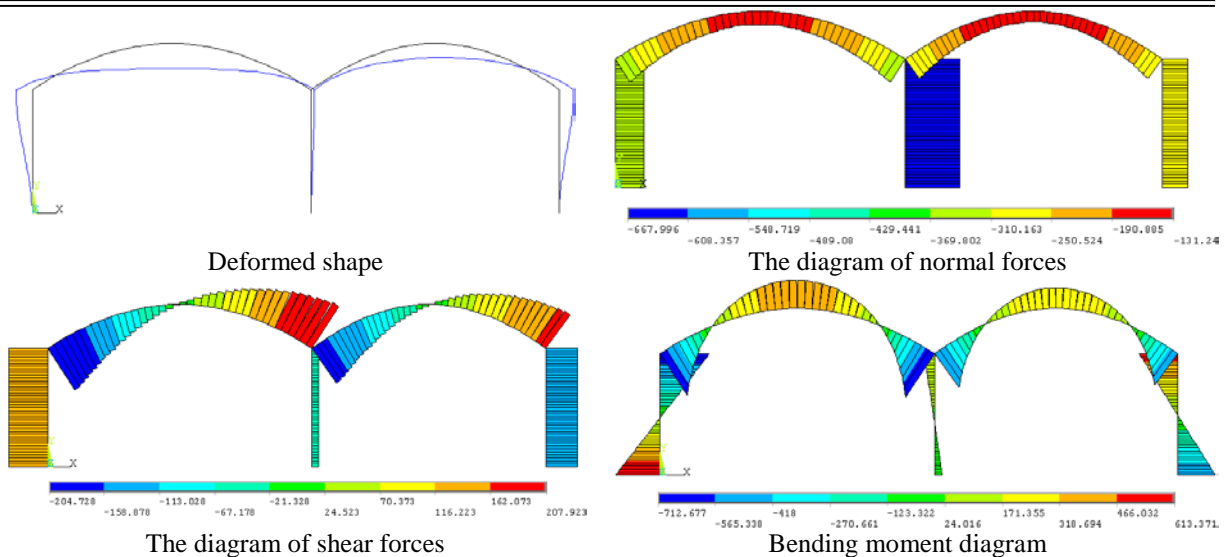 Y
X
Deformed shape
Y
X
-667.996 -548.719 -429.441 -310.163 -190.885
-608.357 -489.08 -369.802 -250.524 -131.24
The diagram of normal forces
Y
X
-204.728 -113.028 -21.328 70.373 162.073
-158.878 -67.178 24.523 116.223 207.923
The diagram of shear forces
Y
X
-712.677 -418 -123.322 171.355 466.032
-565.338 -270.661 24.016 318.694 613.371
Bending moment diagram